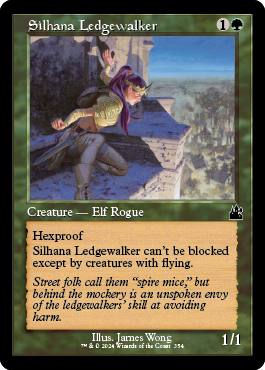 Silhana Ledgewalker 1
Creature — Elf Rogue
Hexproof
Silhana Ledgewalker can't be blocked
except by creatures with flying.
Street folk call them "spire mice," but
behind the mockery is an unspoken envy
of the ledgewalkers' skill at avoiding
harm.
Illus. James Wong
™ & © 2024 Wizards of the Coast 354
1/1